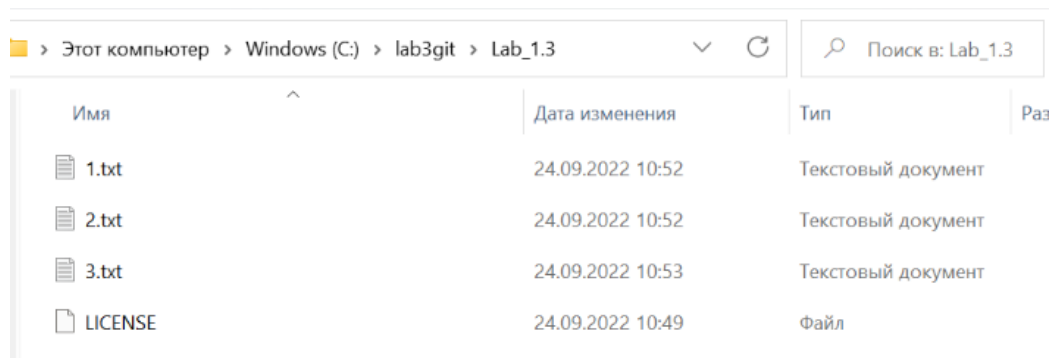 Этот компьютер > Windows (C:) > lab3git > Lab_1.3 Поиск в: Lab_1.3
Имя Дата изменения Тип Раз
1.txt 24.09.2022 10:52 Текстовый документ
2.txt 24.09.2022 10:52 Текстовый документ
3.txt 24.09.2022 10:53 Текстовый документ
LICENSE 24.09.2022 10:49 Файл